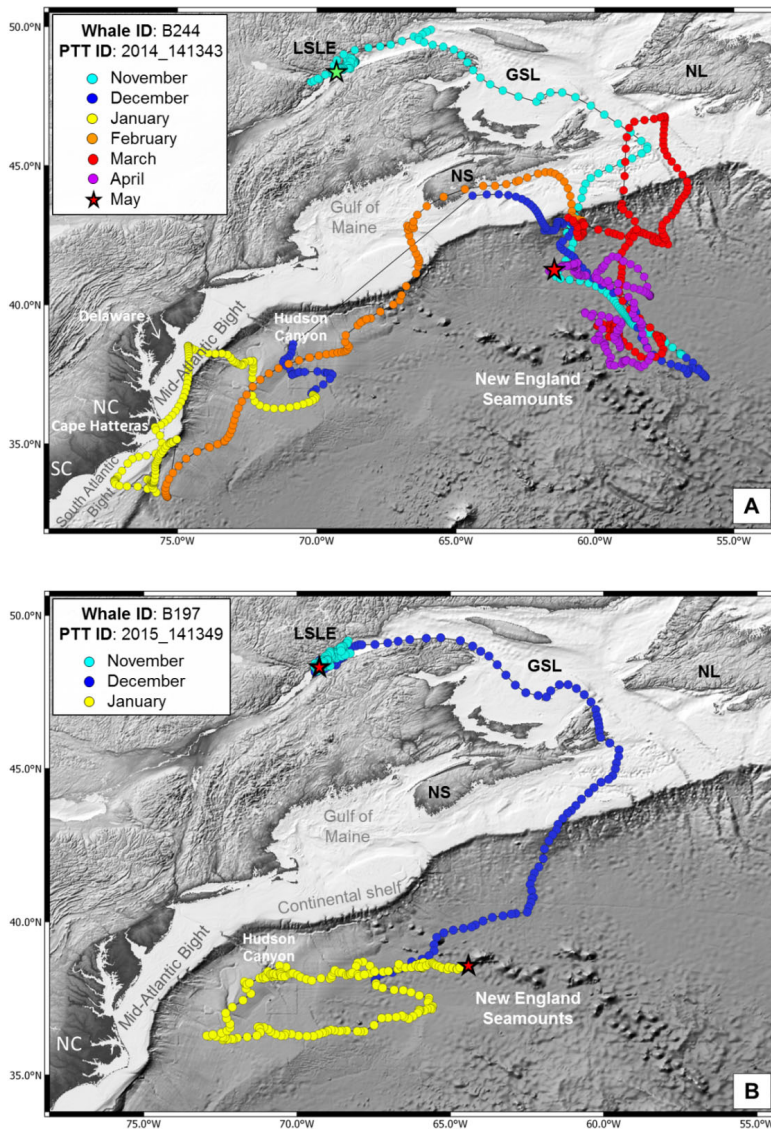 50.0°N
45.0°N
40.0°N
35.0°N
Whale ID: B244
PTT ID: 2014_141343
November
December
January
February
March
April
May
LSLE
GSL
NL
NS
Gulf of
Maine
Delaware
Mid-Atlantic Bight
Hudson
Canyon
NC
Cape Hatteras
SC
South Atlantic
Bight
New England
Seamounts
A
75.0°W
70.0°W
65.0°W
60.0°W
55.0°W
50.0°N
45.0°N
40.0°N
35.0°N
Whale ID: B197
PTT ID: 2015_141349
November
December
January
LSLE
GSL
NL
NS
Gulf of
Maine
Continental shelf
Hudson
Canyon
Mid-Atlantic Bight
NC
New England
Seamounts
B
75.0°W
70.0°W
65.0°W
60.0°W
55.0°W